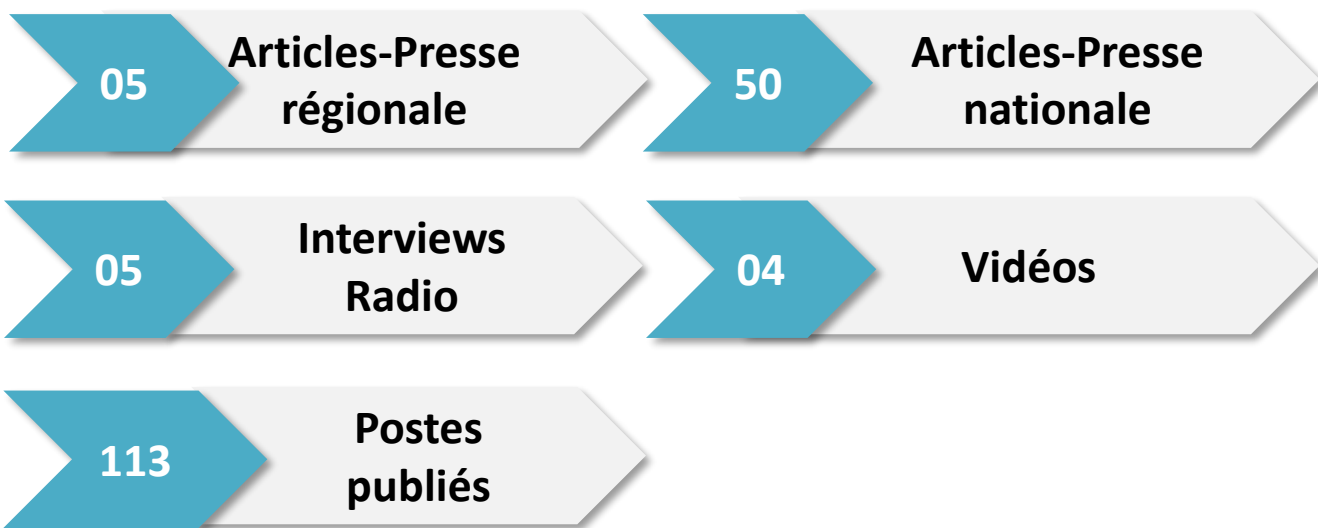 05
Articles-Presse
régionale
50
Articles-Presse
nationale
05
Interviews
Radio
04
Vidéos
113
Postes
publiés